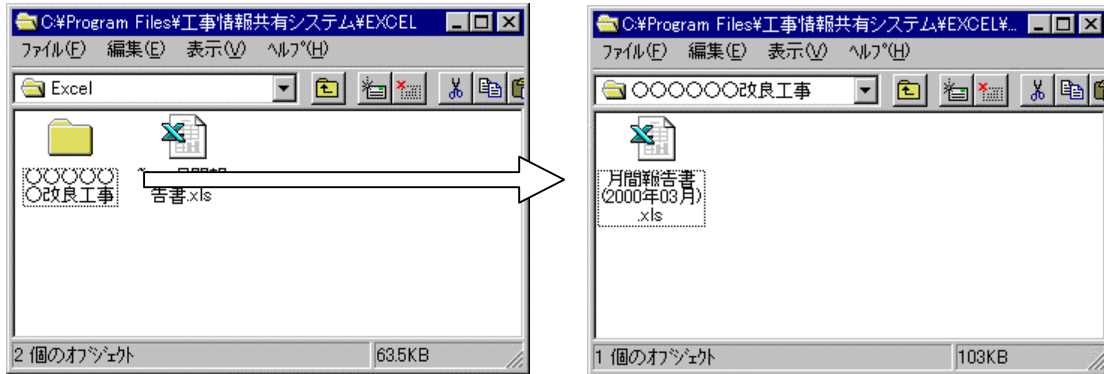 C:¥Program Files¥工事情報共有システム¥EXCEL
ファイル(F) 編集(E) 表示(V) ヘルプ(H)
Excel
○○○○○
○改良工事
告書.xls
2 個のオブジェクト
63.5KB
C:¥Program Files¥工事情報共有システム¥EXCEL¥...
ファイル(F) 編集(E) 表示(V) ヘルプ(H)
○○○○○○改良工事
月間報告書
(2000年03月)
.xls
1 個のオブジェクト
103KB